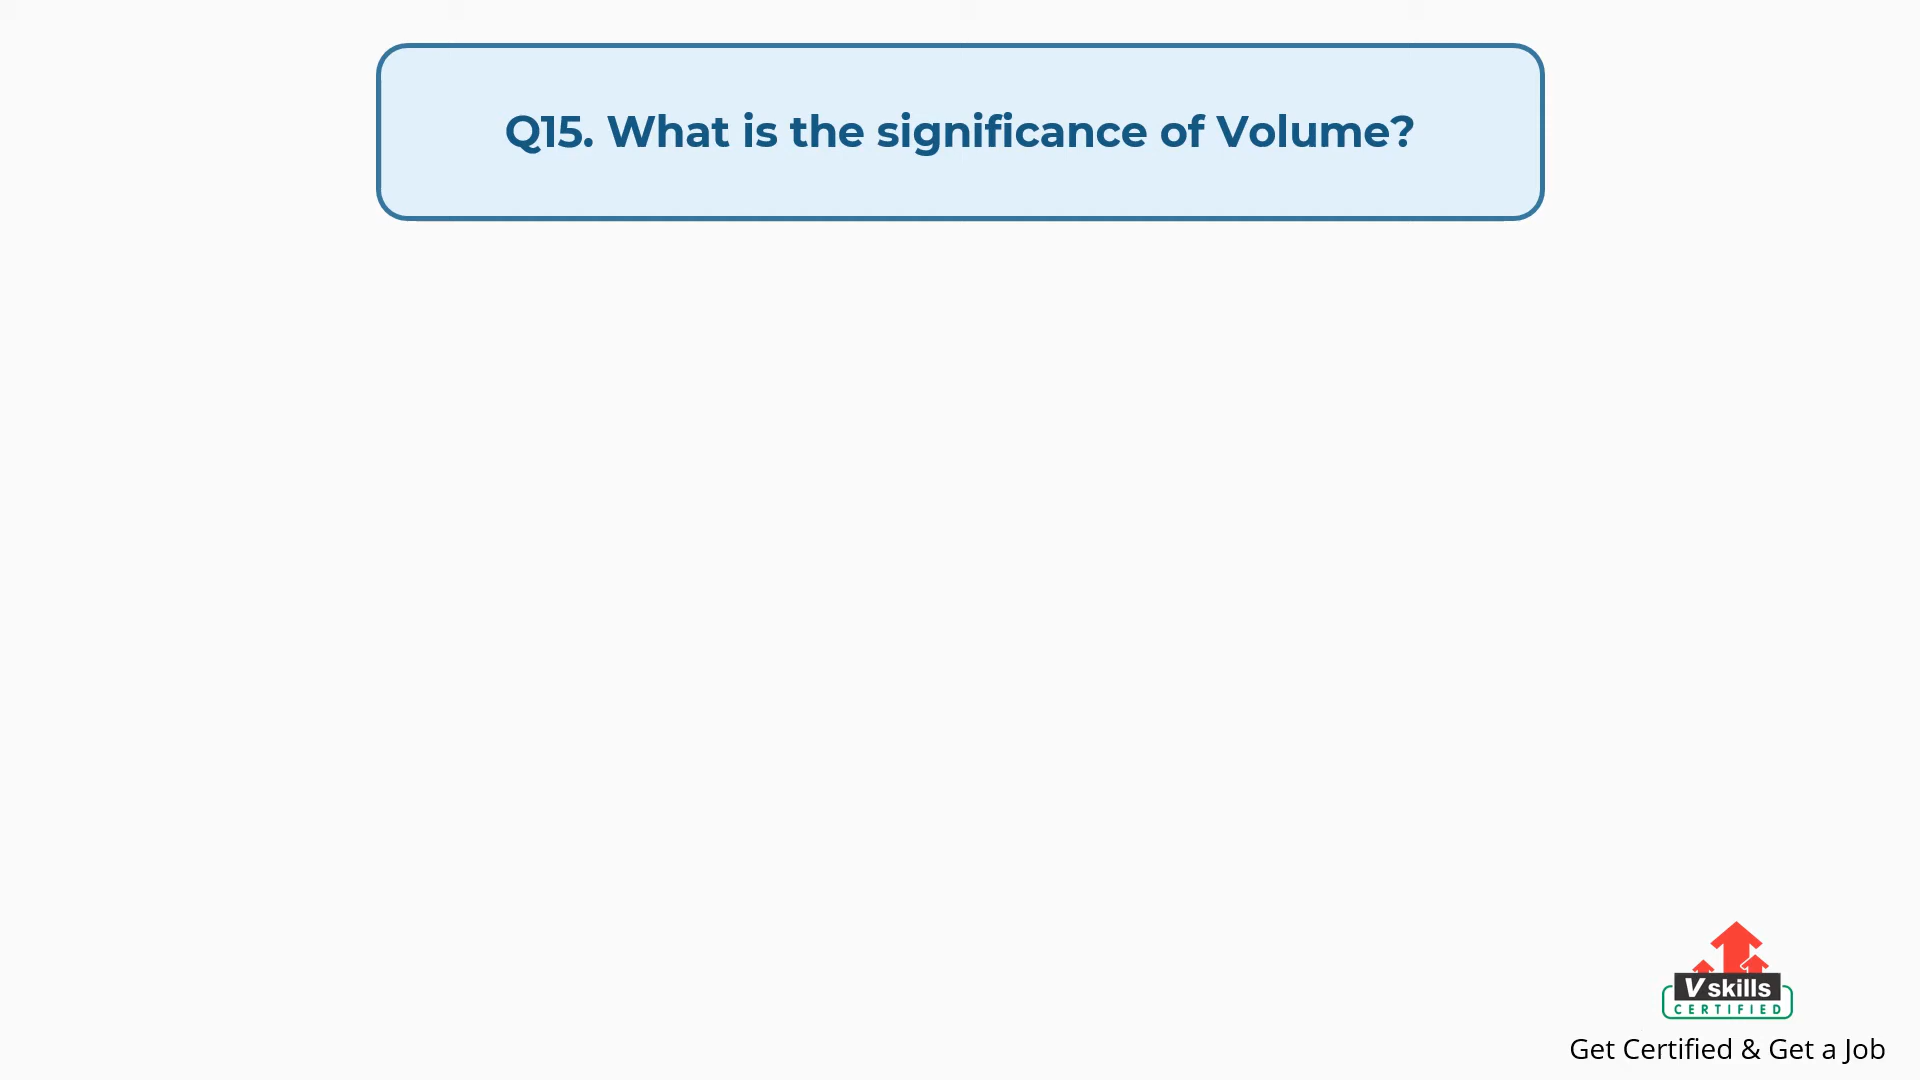 Q15. What is the significance of Volume?
Vskills
CERTIFIED
Get Certified & Get a Job